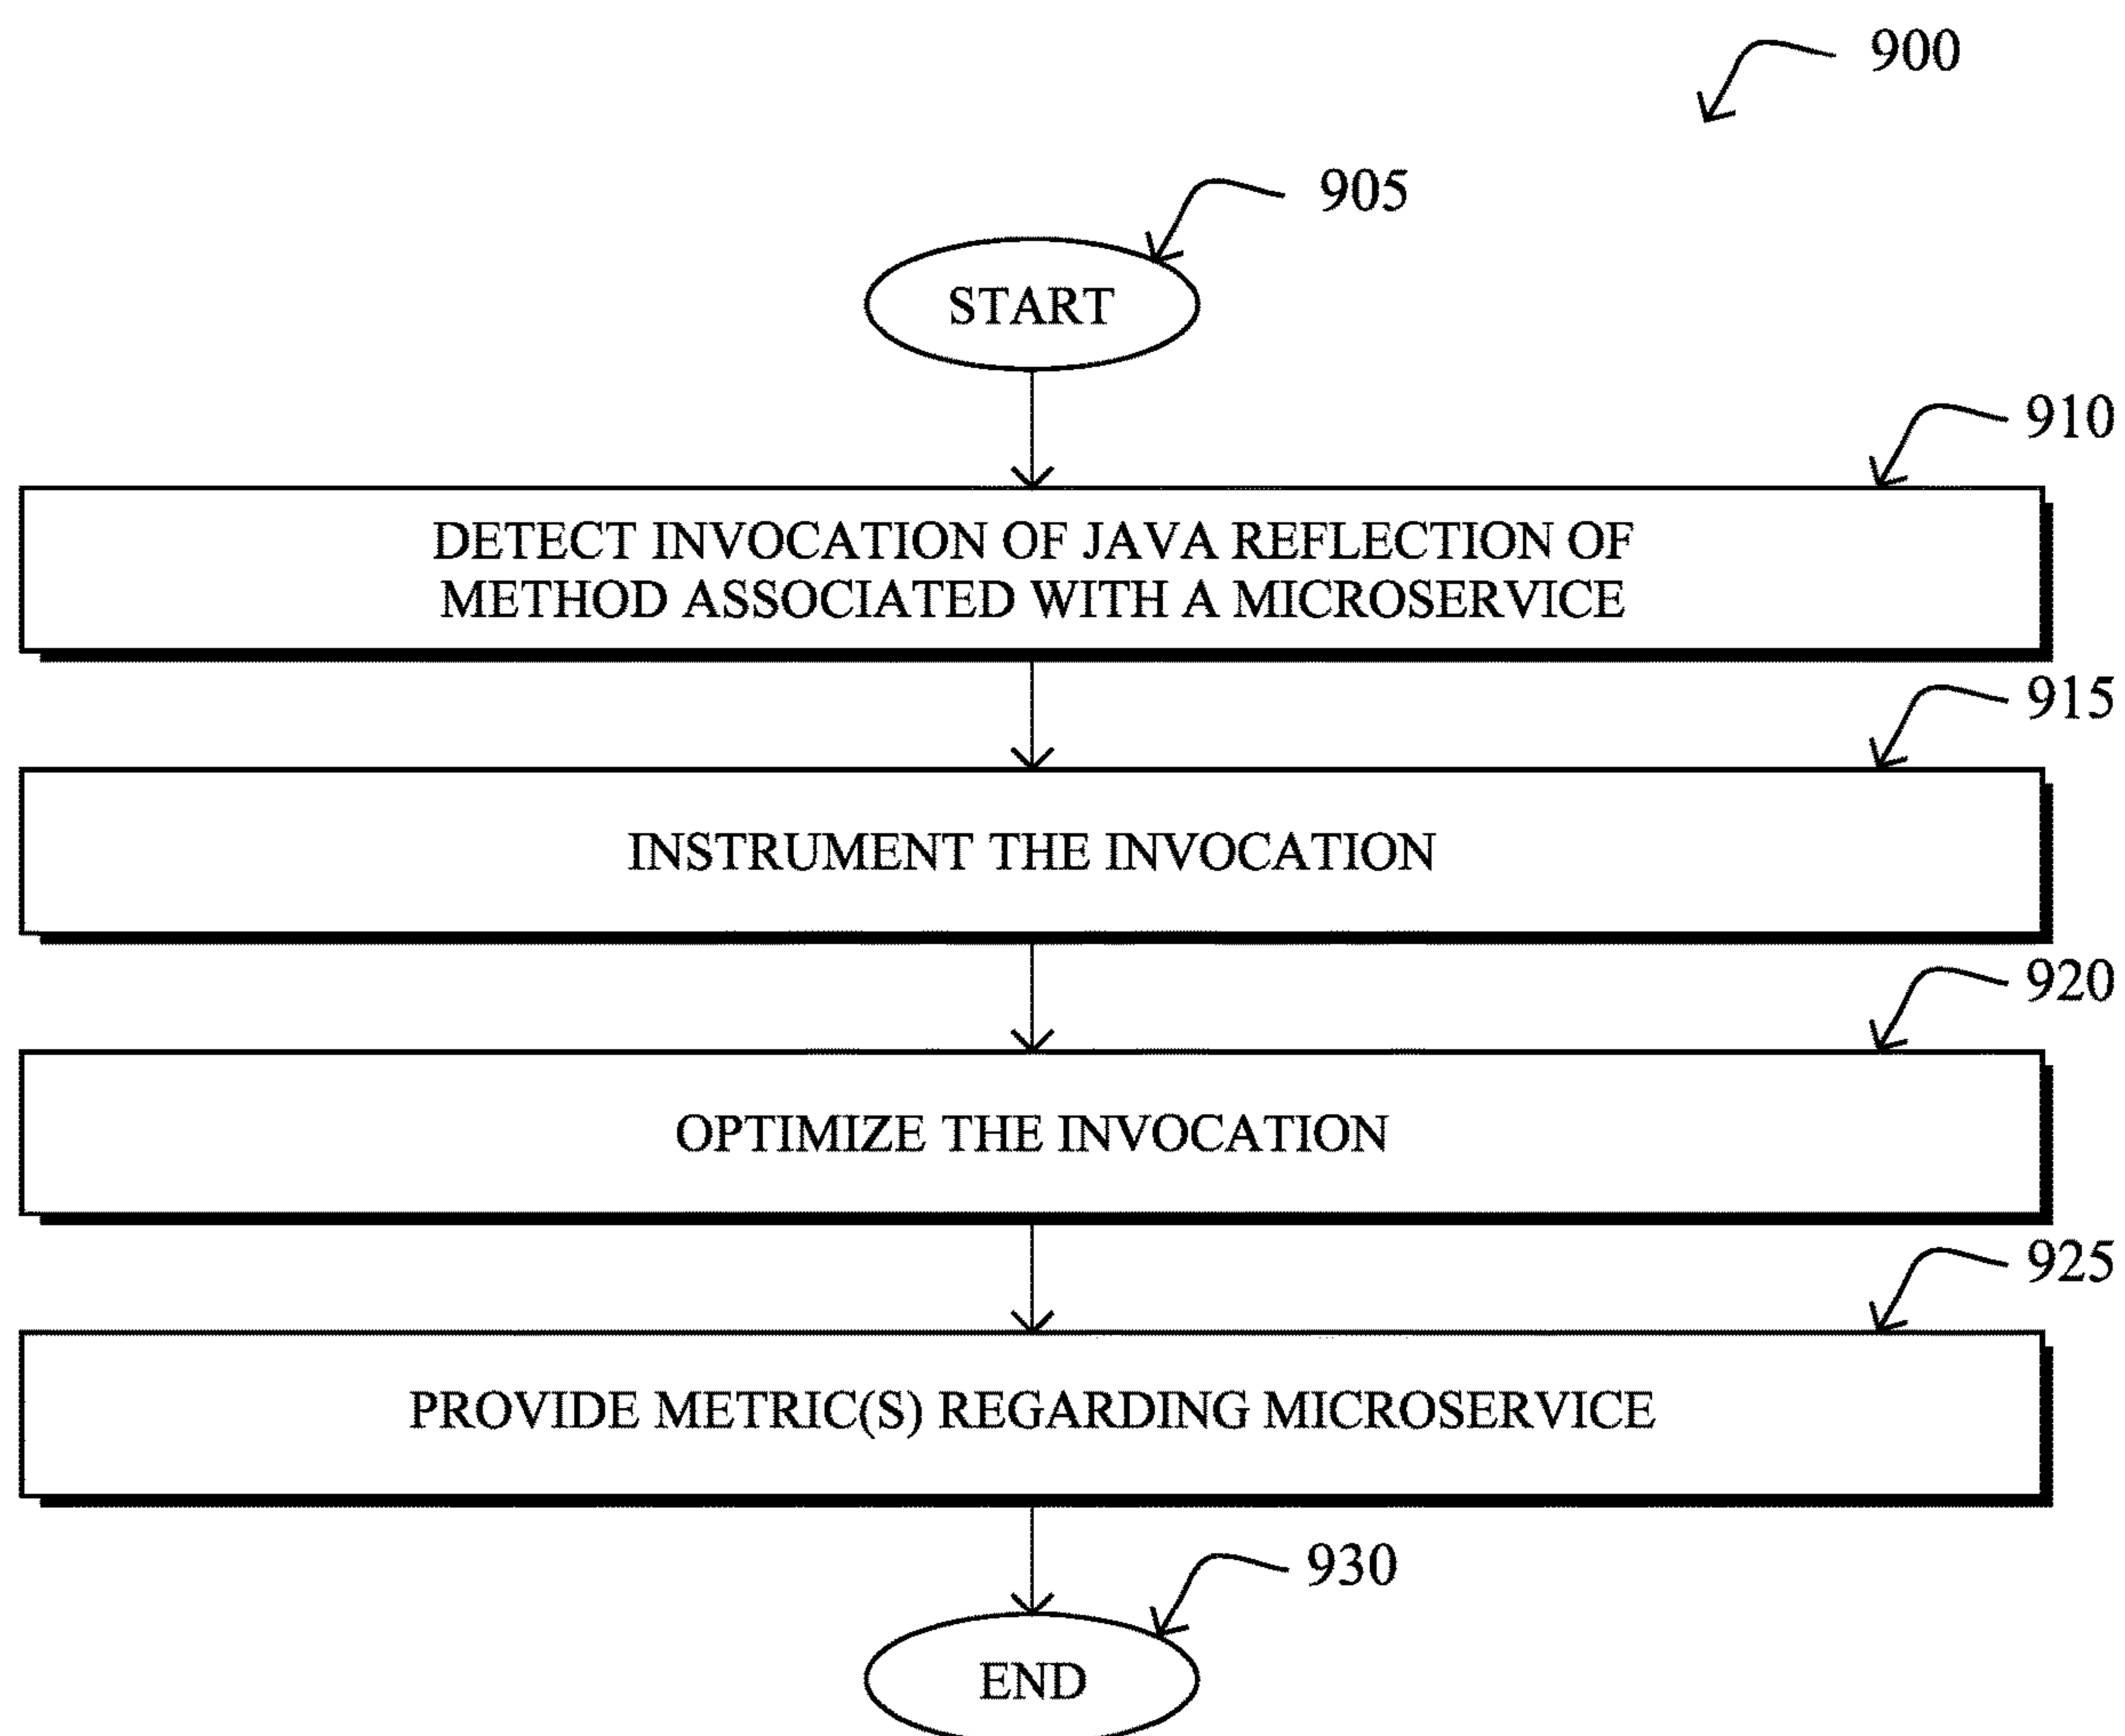 900
905
START
910
DETECT INVOCATION OF JAVA REFLECTION OF
METHOD ASSOCIATED WITH A MICROSERVICE
915
INSTRUMENT THE INVOCATION
920
OPTIMIZE THE INVOCATION
925
PROVIDE METRIC(S) REGARDING MICROSERVICE
930
END